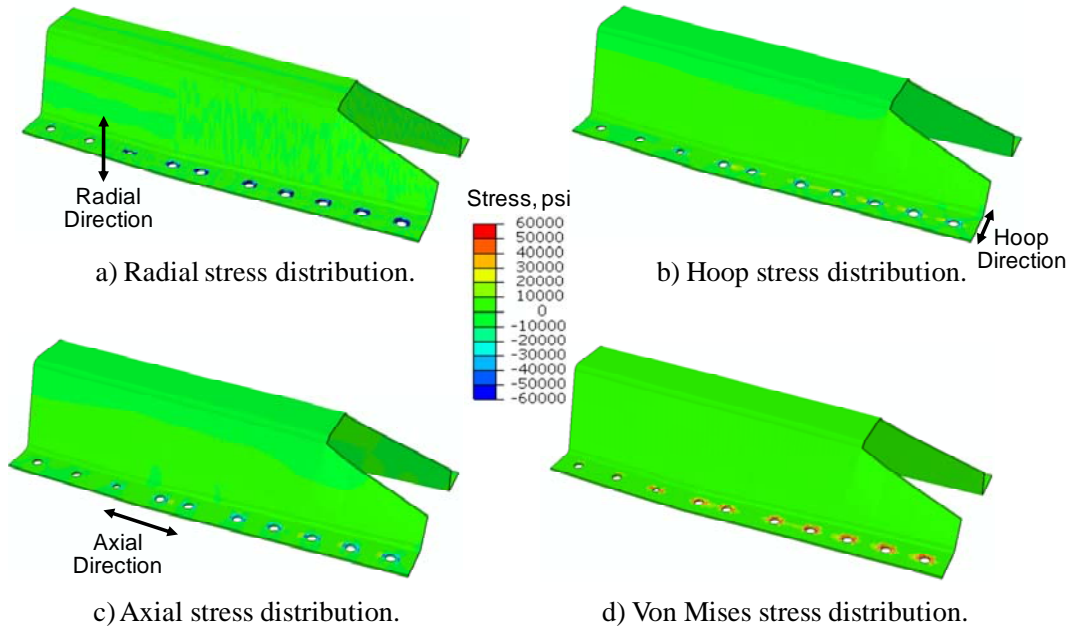 Radial
Direction
a) Radial stress distribution.
Stress, psi
60000
50000
40000
30000
20000
10000
0
-10000
-20000
-30000
-40000
-50000
-60000
Hoop
Direction
b) Hoop stress distribution.
Axial
Direction
c) Axial stress distribution.
d) Von Mises stress distribution.